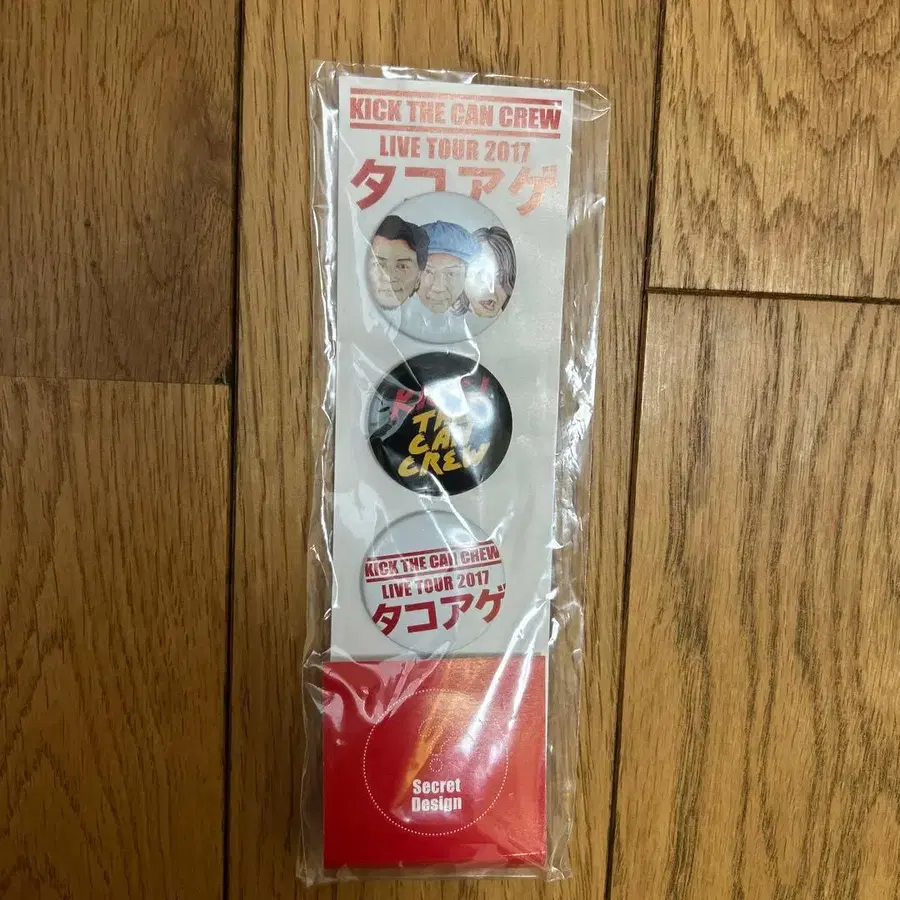 KICK THE CAN CREW
LIVE TOUR 2017
タコアゲ
KICK
THE
CAN
CREW
KICK THE CAN CREW
LIVE TOUR 2017
タコアゲ
Secret
Design